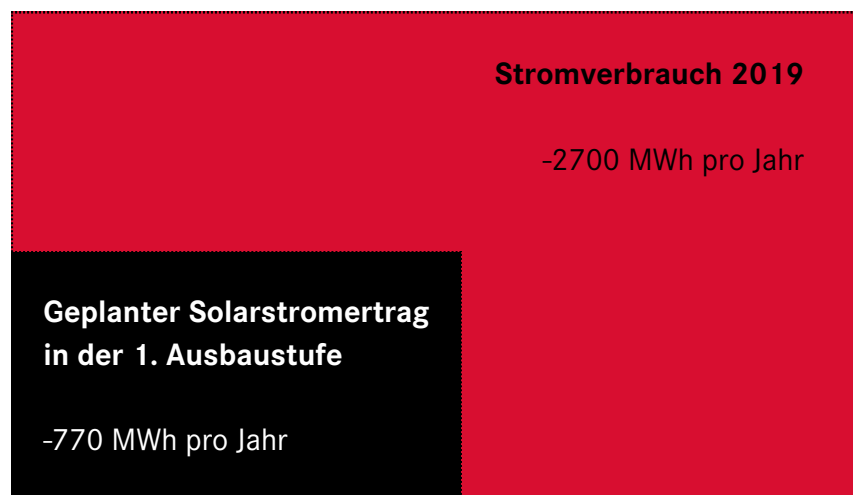 Stromverbrauch 2019
-2700 MWh pro Jahr
Geplanter Solarstromertrag
in der 1. Ausbaustufe
-770 MWh pro Jahr